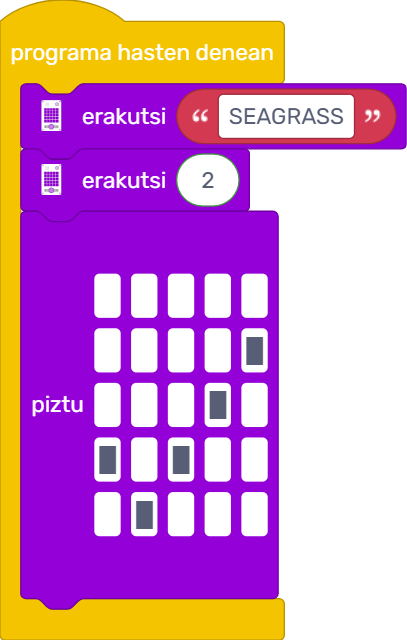 programa hasten denean
erakutsi “ SEAGRASS ”
erakutsi 2
piztu